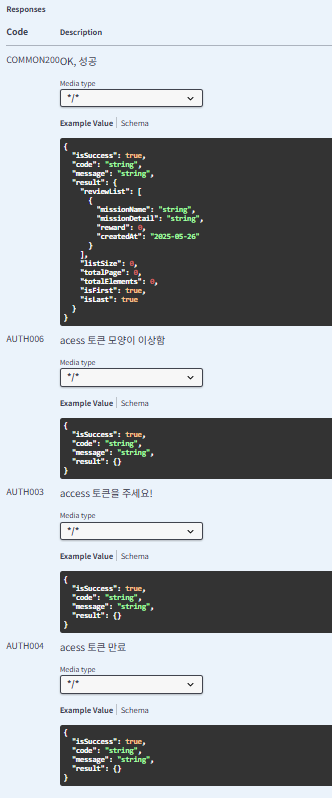 Responses
Code Description
COMMON200 OK, 성공
Media type
*/*
Example Value Schema
{
  "isSuccess": true,
  "code": "string",
  "message": "string",
  "result": {
    "reviewList": [
      {
        "missionName": "string",
        "missionDetail": "string",
        "reward": 0,
        "createdAt": "2025-05-26"
      }
    ],
    "listSize": 0,
    "totalPage": 0,
    "totalElements": 0,
    "isFirst": true,
    "isLast": true
  }
}
AUTH006 acess 토큰 모양이 이상함
Media type
*/*
Example Value Schema
{
  "isSuccess": true,
  "code": "string",
  "message": "string",
  "result": {}
}
AUTH003 access 토큰을 주세요!
Media type
*/*
Example Value Schema
{
  "isSuccess": true,
  "code": "string",
  "message": "string",
  "result": {}
}
AUTH004 acess 토큰 만료
Media type
*/*
Example Value Schema
{
  "isSuccess": true,
  "code": "string",
  "message": "string",
  "result": {}
}